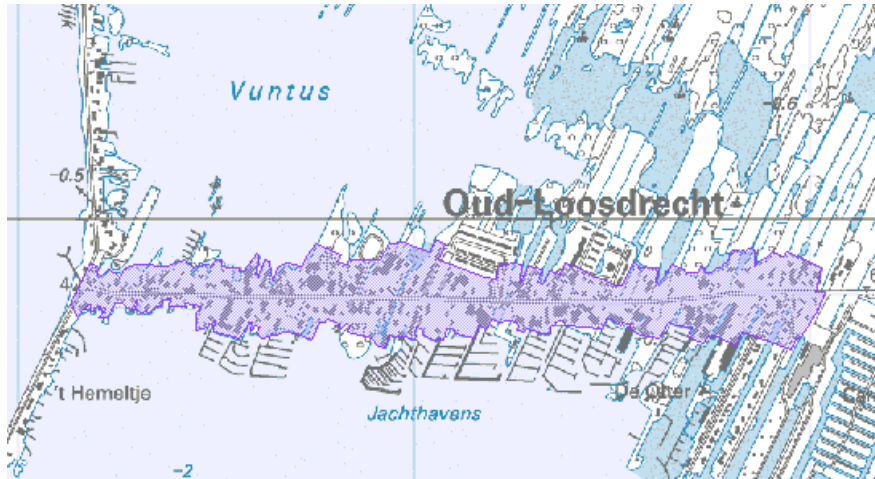 Vuntus
-0.6
-0.5
Oud-Loosdrecht
4
't Hemeltje
De Otter
Jachthavens
-2